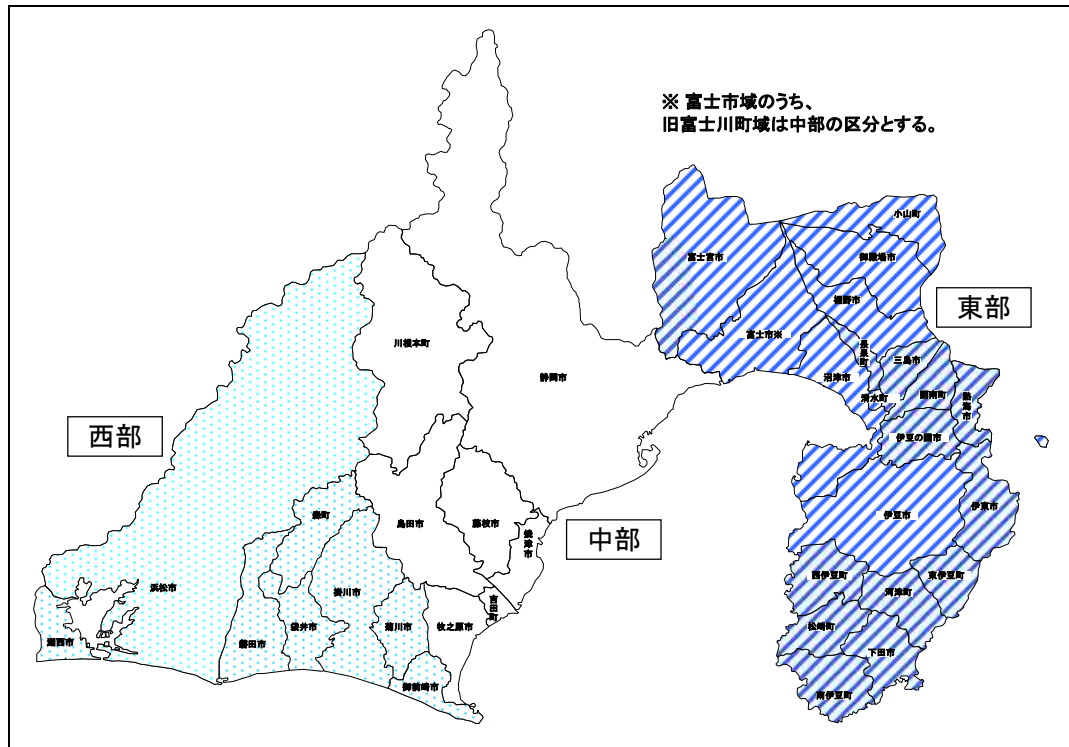 ※ 富士市域のうち、
旧富士川町域は中部の区分とする。
小山町
富士宮市
御殿場市
裾野市
東部
富士市※
長泉町
三島市
川根本町
沼津市
函南町
熱海市
静岡市
清水町
西部
伊豆の国市
伊東市
森町
島田市
藤枝市
焼津市
中部
伊豆市
西伊豆町
東伊豆町
浜松市
掛川市
河津町
吉田町
湖西市
磐田市
袋井市
菊川市
牧之原市
松崎町
下田市
御前崎市
南伊豆町